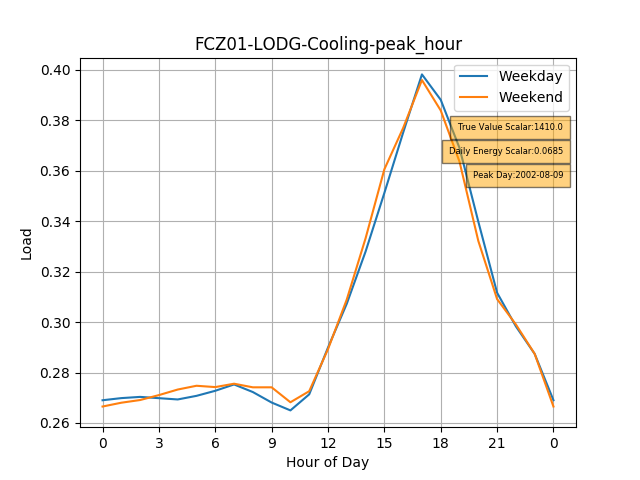 FCZ01-LODG-Cooling-peak_hour
Load
0.40
0.38
0.36
0.34
0.32
0.30
0.28
0.26
Weekday
Weekend
True Value Scalar:1410.0
Daily Energy Scalar:0.0685
Peak Day:2002-08-09
0 3 6 9 12 15 18 21 0
Hour of Day